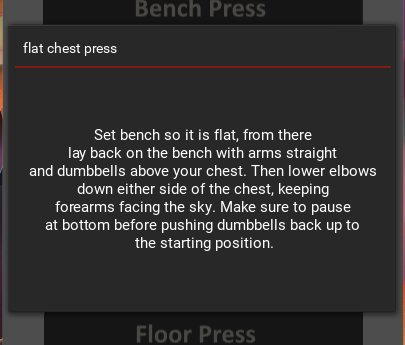 Bench Press
flat chest press
Set bench so it is flat, from there
lay back on the bench with arms straight
and dumbbells above your chest. Then lower elbows
down either side of the chest, keeping
forearms facing the sky. Make sure to pause
at bottom before pushing dumbbells back up to
the starting position.
Floor Press